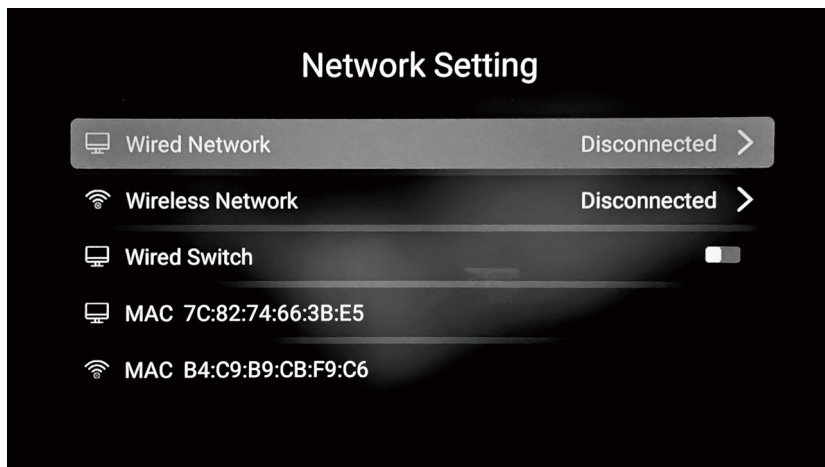 Network Setting
Wired Network Disconnected
Wireless Network Disconnected
Wired Switch
MAC 7C:82:74:66:3B:E5
MAC B4:C9:B9:CB:F9:C6